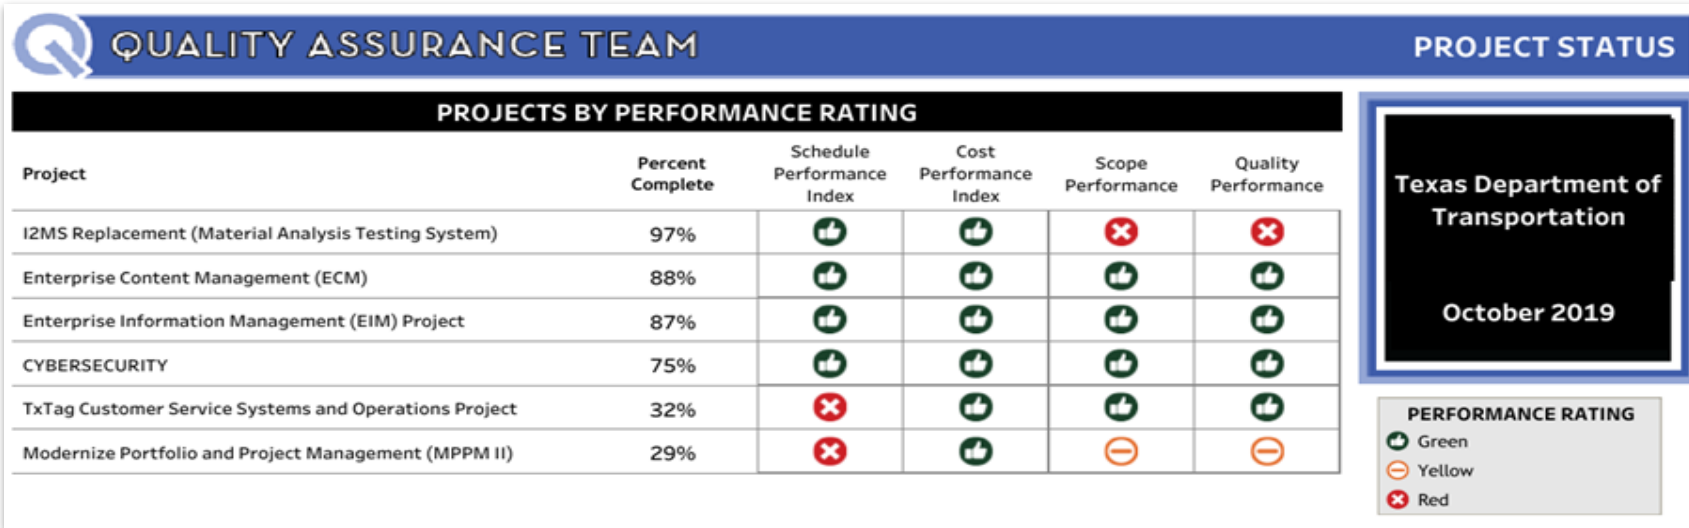 QUALITY ASSURANCE TEAM
PROJECT STATUS
PROJECTS BY PERFORMANCE RATING
Project
Percent
Complete
Schedule
Performance
Index
Cost
Performance
Index
Scope
Performance
Quality
Performance
I2MS Replacement (Material Analysis Testing System) 97%
Enterprise Content Management (ECM) 88%
Enterprise Information Management (EIM) Project 87%
CYBERSECURITY 75%
TxTag Customer Service Systems and Operations Project 32%
Modernize Portfolio and Project Management (MPPM II) 29%
Texas Department of
Transportation
October 2019
PERFORMANCE RATING
Green
Yellow
Red